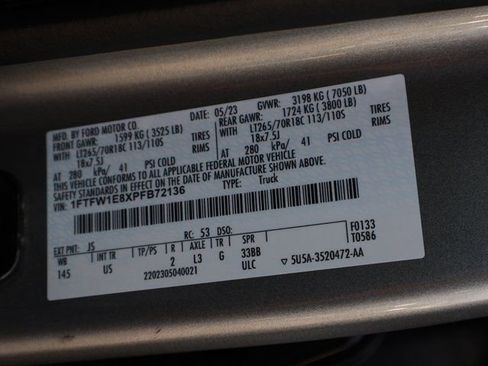 MFD. BY FORD MOTOR CO. 05/23 GVWR: 3198 KG ( 7050 LB)
FRONT GAWR: 1599 KG ( 3525 LB) REAR GAWR: 1724 KG ( 3800 LB)
WITH LT265/70R18C 113/110S TIRES WITH LT265/70R18C 113/110S TIRES
18x7.5J RIMS 18x7.5J RIMS
AT 280 kPa/ 41 PSI COLD AT 280 kPa/ 41 PSI COLD
THIS VEHICLE CONFORMS TO ALL APPLICABLE FEDERAL MOTOR VEHICLE
SAFETY STANDARDS IN EFFECT ON THE DATE OF MANUFACTURE SHOWN ABOVE.
VIN: 1FTFW1E8XPFB72136
TYPE: Truck
F0133
T0586
EXT PNT: JS RC: 53 DSO:
WB INT TR TP/PS R AXLE TR SPR
145 US 2 L3 G 33BB
2202305040021 ULC ▽ 5U5A-3520472-AA